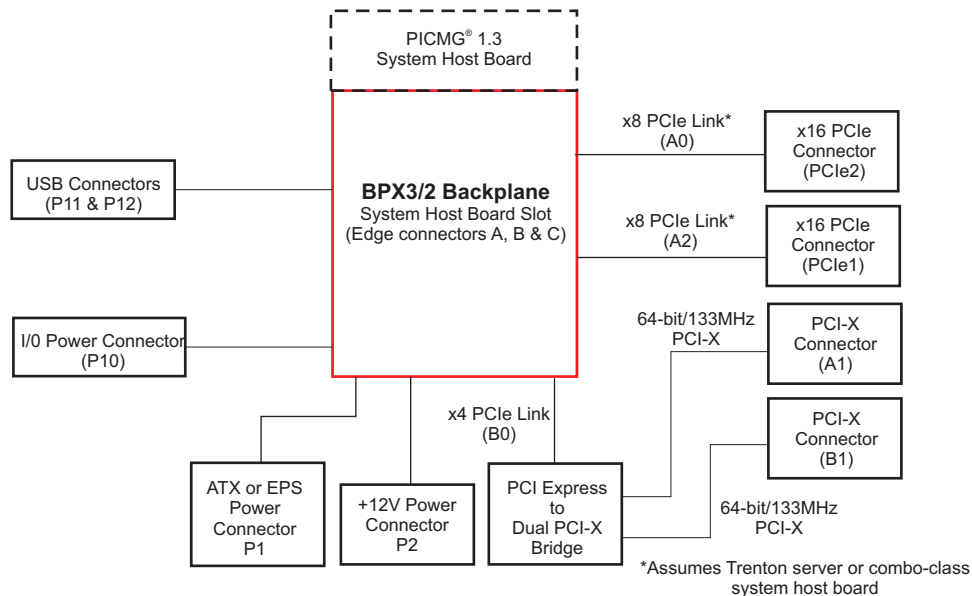 PICMG® 1.3
System Host Board
BPX3/2 Backplane
System Host Board Slot
(Edge connectors A, B & C)
USB Connectors
(P11 & P12)
I/0 Power Connector
(P10)
x8 PCIe Link*
(A0)
x16 PCIe
Connector
(PCIe2)
x8 PCIe Link*
(A2)
x16 PCIe
Connector
(PCIe1)
64-bit/133MHz
PCI-X
PCI-X
Connector
(A1)
PCI-X
Connector
(B1)
x4 PCIe Link
(B0)
ATX or EPS
Power
Connector
P1
+12V Power
Connector
P2
PCI Express
to
Dual PCI-X
Bridge
64-bit/133MHz
PCI-X
*Assumes Trenton server or combo-class
system host board